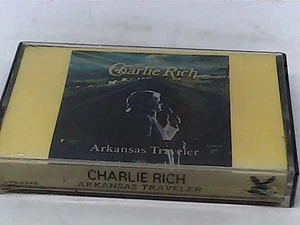 Charlie Rich
Arkansas Traveler
CHARLIE RICH
ARKANSAS TRAVELER